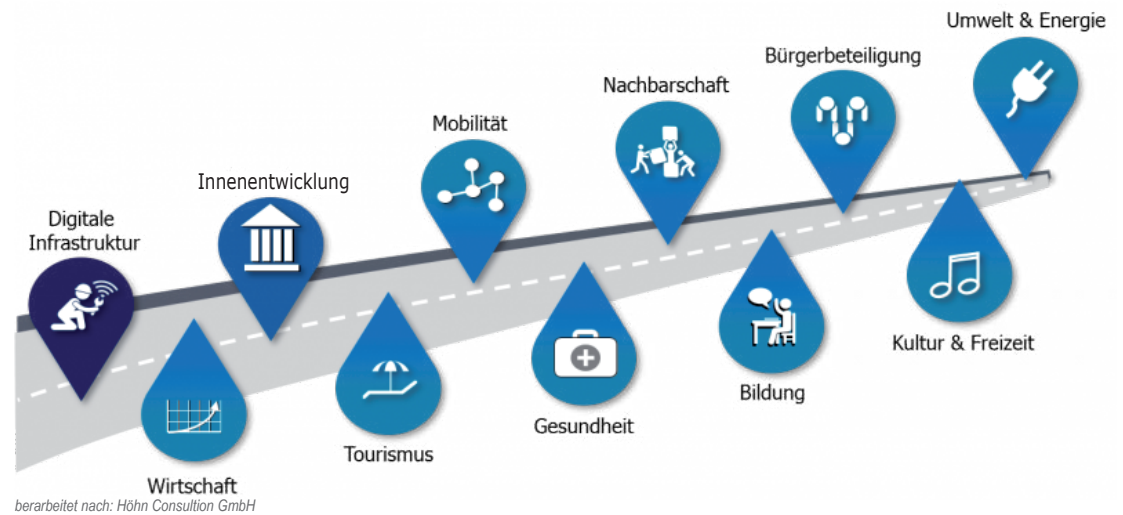 Umwelt & Energie
Bürgerbeteiligung
Nachbarschaft
Mobilität
Innenentwicklung
Digitale
Infrastruktur
Kultur & Freizeit
Bildung
Gesundheit
Tourismus
Wirtschaft
berarbeitet nach: Höhn Consultion GmbH